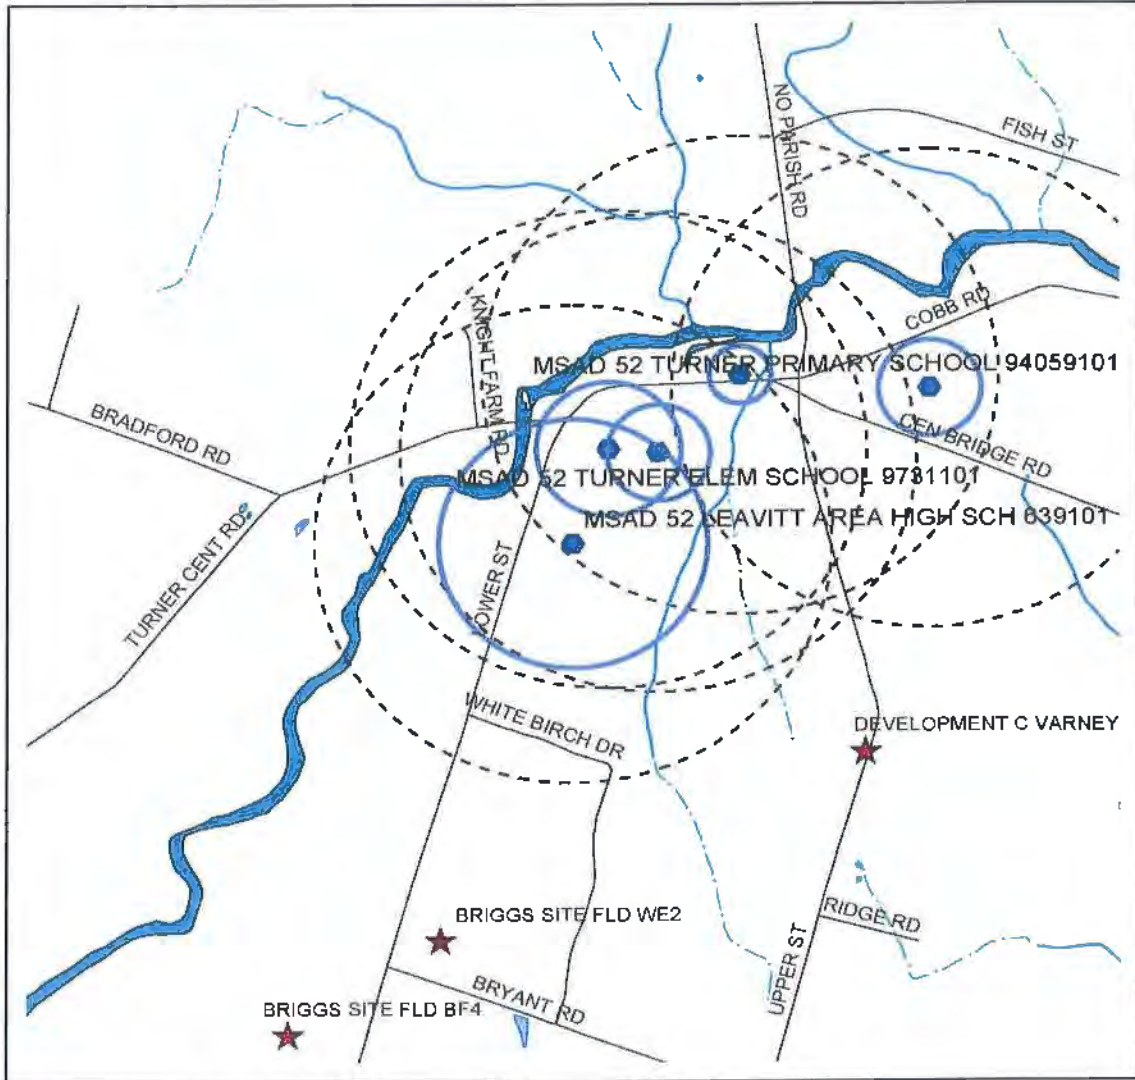 NO PARISH RD
FISH ST
KNIGHT FARM RD
COBB RD
MSAD 52 TURNER PRIMARY SCHOOL 94059101
BRADFORD RD
CEN BRIDGE RD
MSAD 52 TURNER ELEM SCHOOL 9731101
MSAD 52 LEAVITT AREA HIGH SCH 639101
TURNER CENT RD
LOWER ST
WHITE BIRCH DR
DEVELOPMENT C VARNEY
BRIGGS SITE FLD WE2
RIDGE RD
UPPER ST
BRYANT RD
BRIGGS SITE FLD BF4